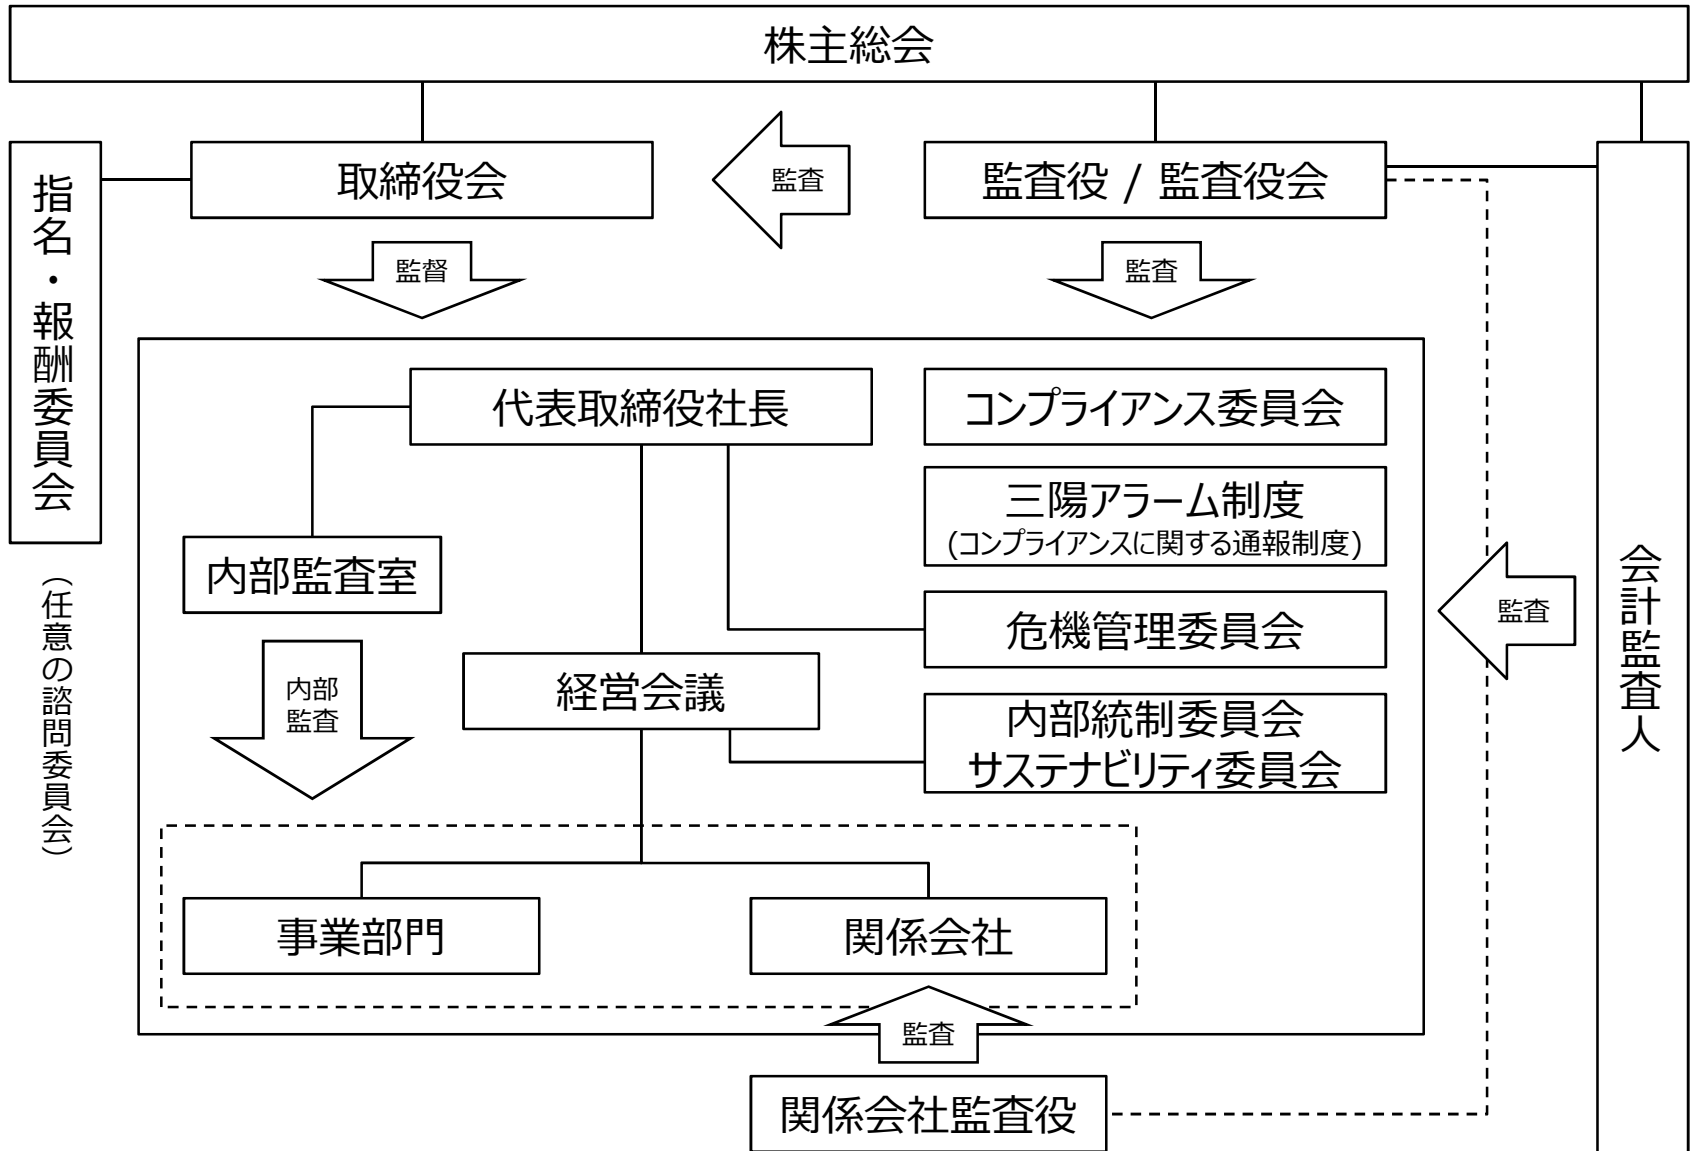 株主総会
指名・報酬委員会
(任意の諮問委員会)
取締役会
監査
監査役 / 監査役会
監督
監査
代表取締役社長
コンプライアンス委員会
三陽アラーム制度
(コンプライアンスに関する通報制度)
内部監査室
危機管理委員会
監査
会計監査人
内部
監査
経営会議
内部統制委員会
サステナビリティ委員会
事業部門
関係会社
監査
関係会社監査役